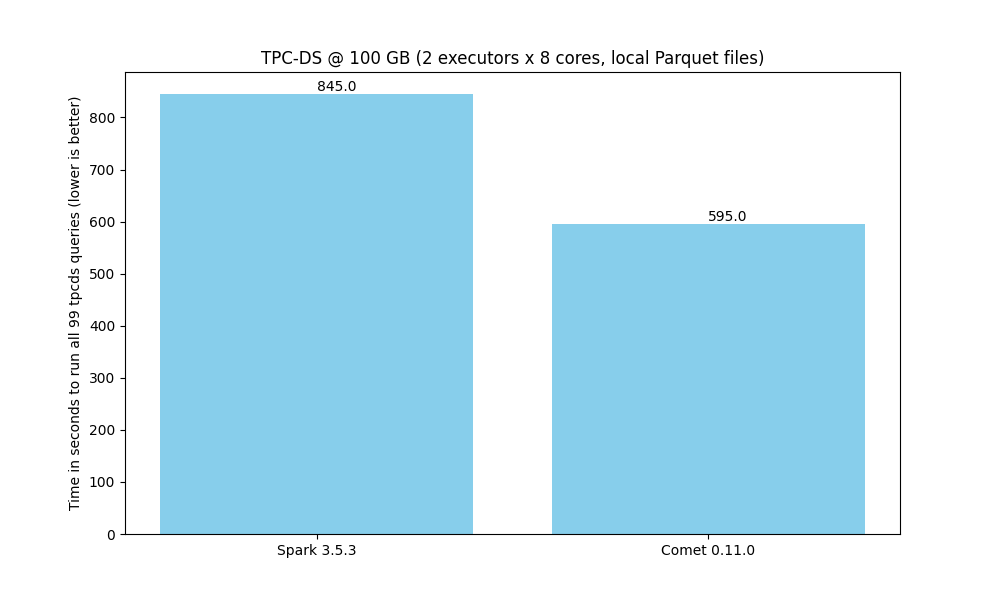 TPC-DS @ 100 GB (2 executors x 8 cores, local Parquet files)
Time in seconds to run all 99 tpcds queries (lower is better)
800
700
600
500
400
300
200
100
0
845.0
595.0
Spark 3.5.3
Comet 0.11.0